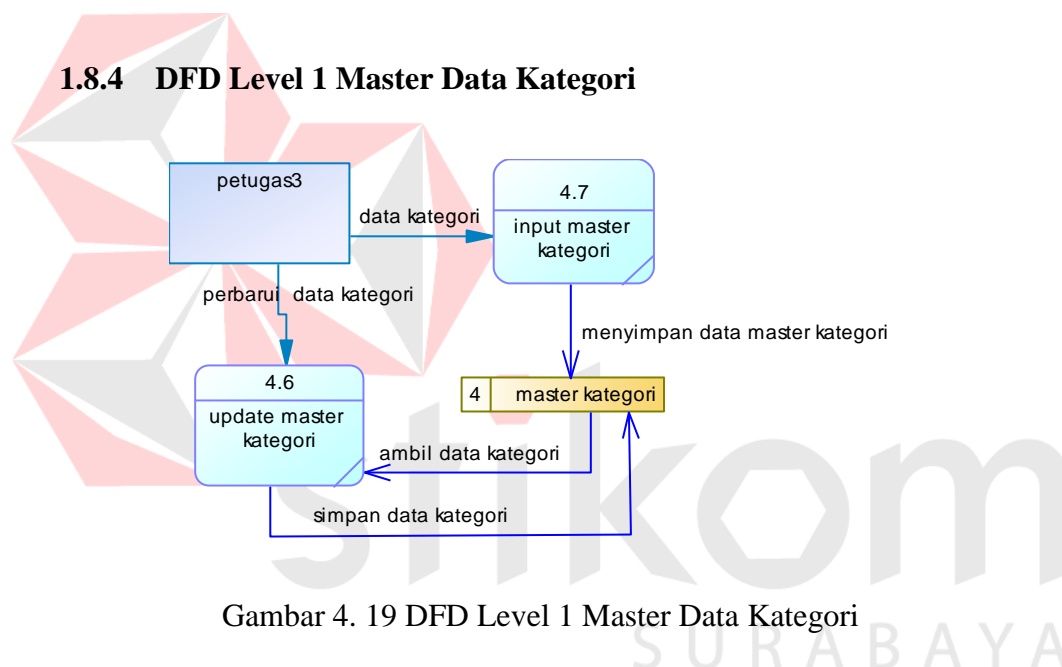 1.8.4 DFD Level 1 Master Data Kategori
petugas3
data kategori
4.7
input master
kategori
perbarui data kategori
menyimpan data master kategori
4.6
update master
kategori
4 master kategori
ambil data kategori
simpan data kategori
stikom
Gambar 4. 19 DFD Level 1 Master Data Kategori
SURABAYA